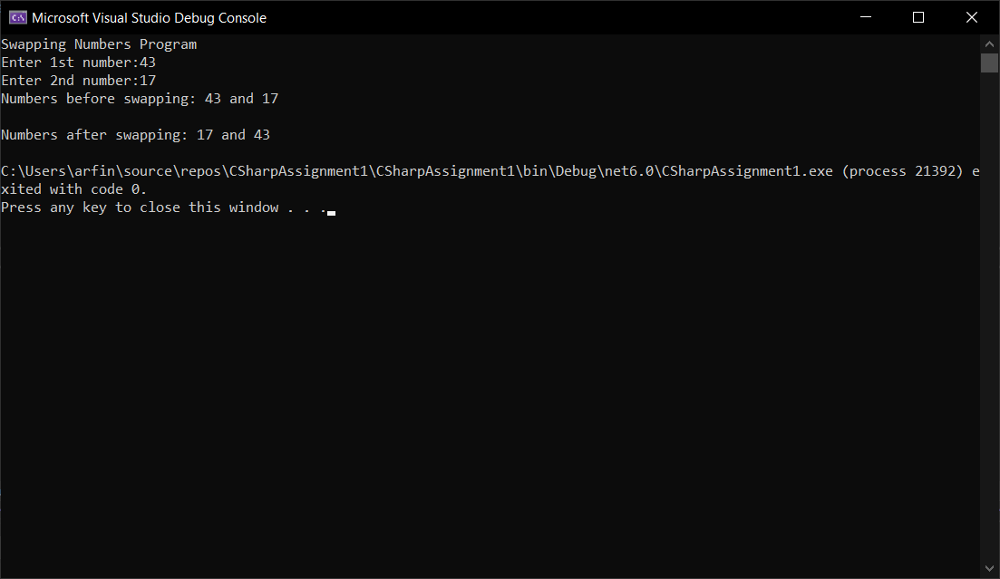 Microsoft Visual Studio Debug Console
Swapping Numbers Program
Enter 1st number:43
Enter 2nd number:17
Numbers before swapping: 43 and 17
Numbers after swapping: 17 and 43
C:\Users\arfin\source\repos\CSharpAssignment1\CSharpAssignment1\bin\Debug\net6.0\CSharpAssignment1.exe (process 21392) e
xited with code 0.
Press any key to close this window . . .